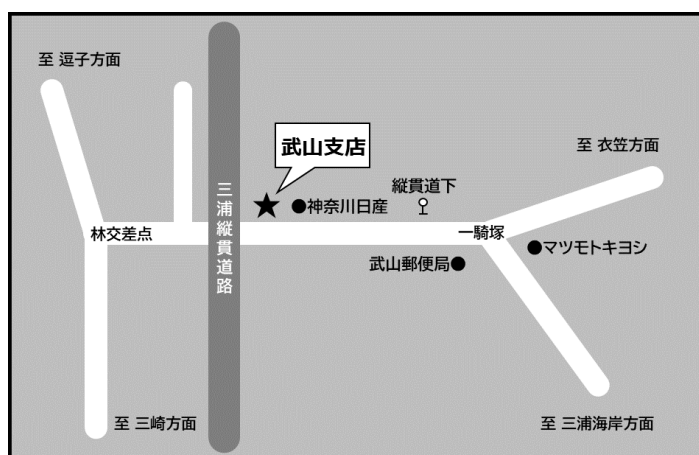 至 逗子方面
武山支店
至 衣笠方面
縦貫道下
●神奈川日産
三浦縦貫道路
林交差点
一騎塚
●マツモトキヨシ
武山郵便局●
至 三崎方面
至 三浦海岸方面